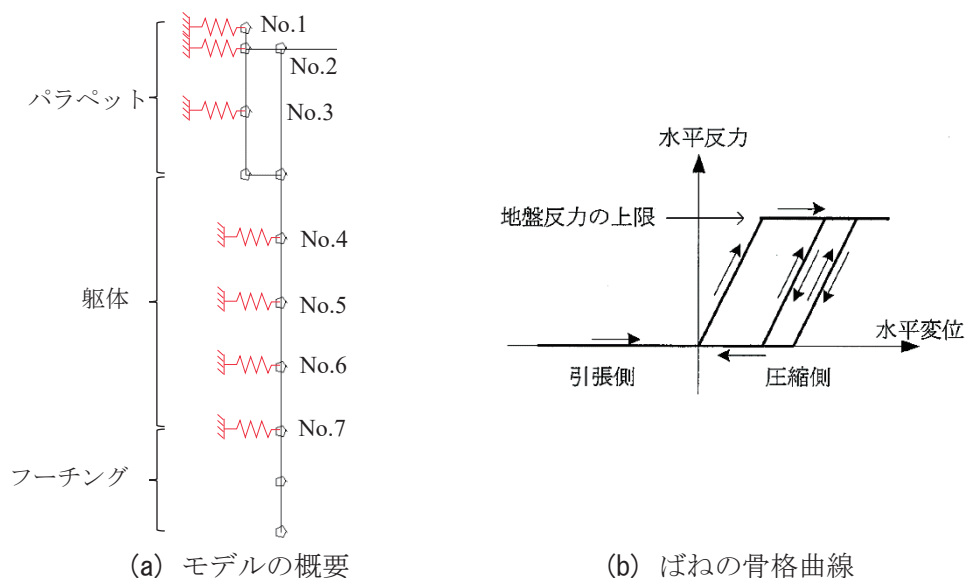 No.1
No.2
パラペット
No.3
No.4
躯体
No.5
No.6
No.7
フーチング
(a) モデルの概要
水平反力
地盤反力の上限
水平変位
引張側
圧縮側
(b) ばねの骨格曲線